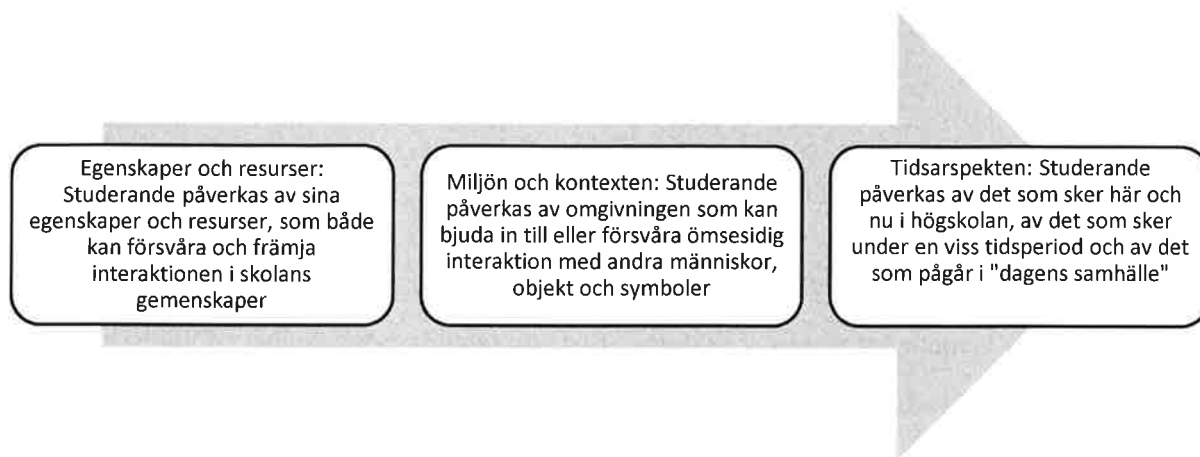 Egenskaper och resurser:
Studerande påverkas av sina
egenskaper och resurser, som både
kan försvåra och främja
interaktionen i skolans
gemenskaper
Miljön och kontexten: Studerande
påverkas av omgivningen som kan
bjuda in till eller försvåra ömsesidig
interaktion med andra människor,
objekt och symboler
Tidsarspekten: Studerande
påverkas av det som sker här och
nu i högskolan, av det som sker
under en viss tidsperiod och av det
som pågår i "dagens samhälle"